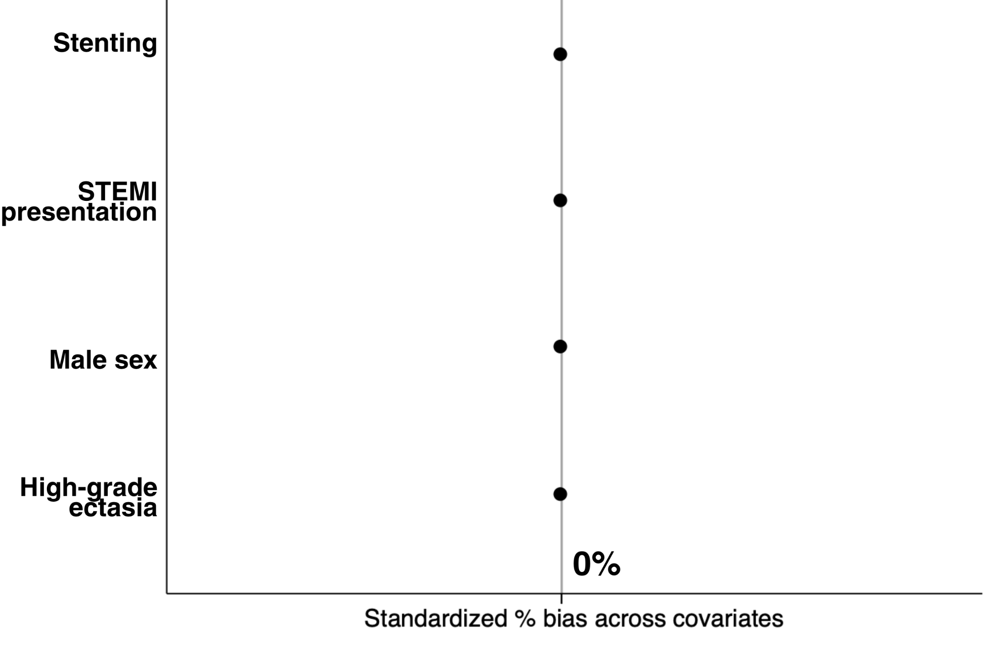 Stenting
STEMI
presentation
Male sex
High-grade
ectasia
0%
Standardized % bias across covariates